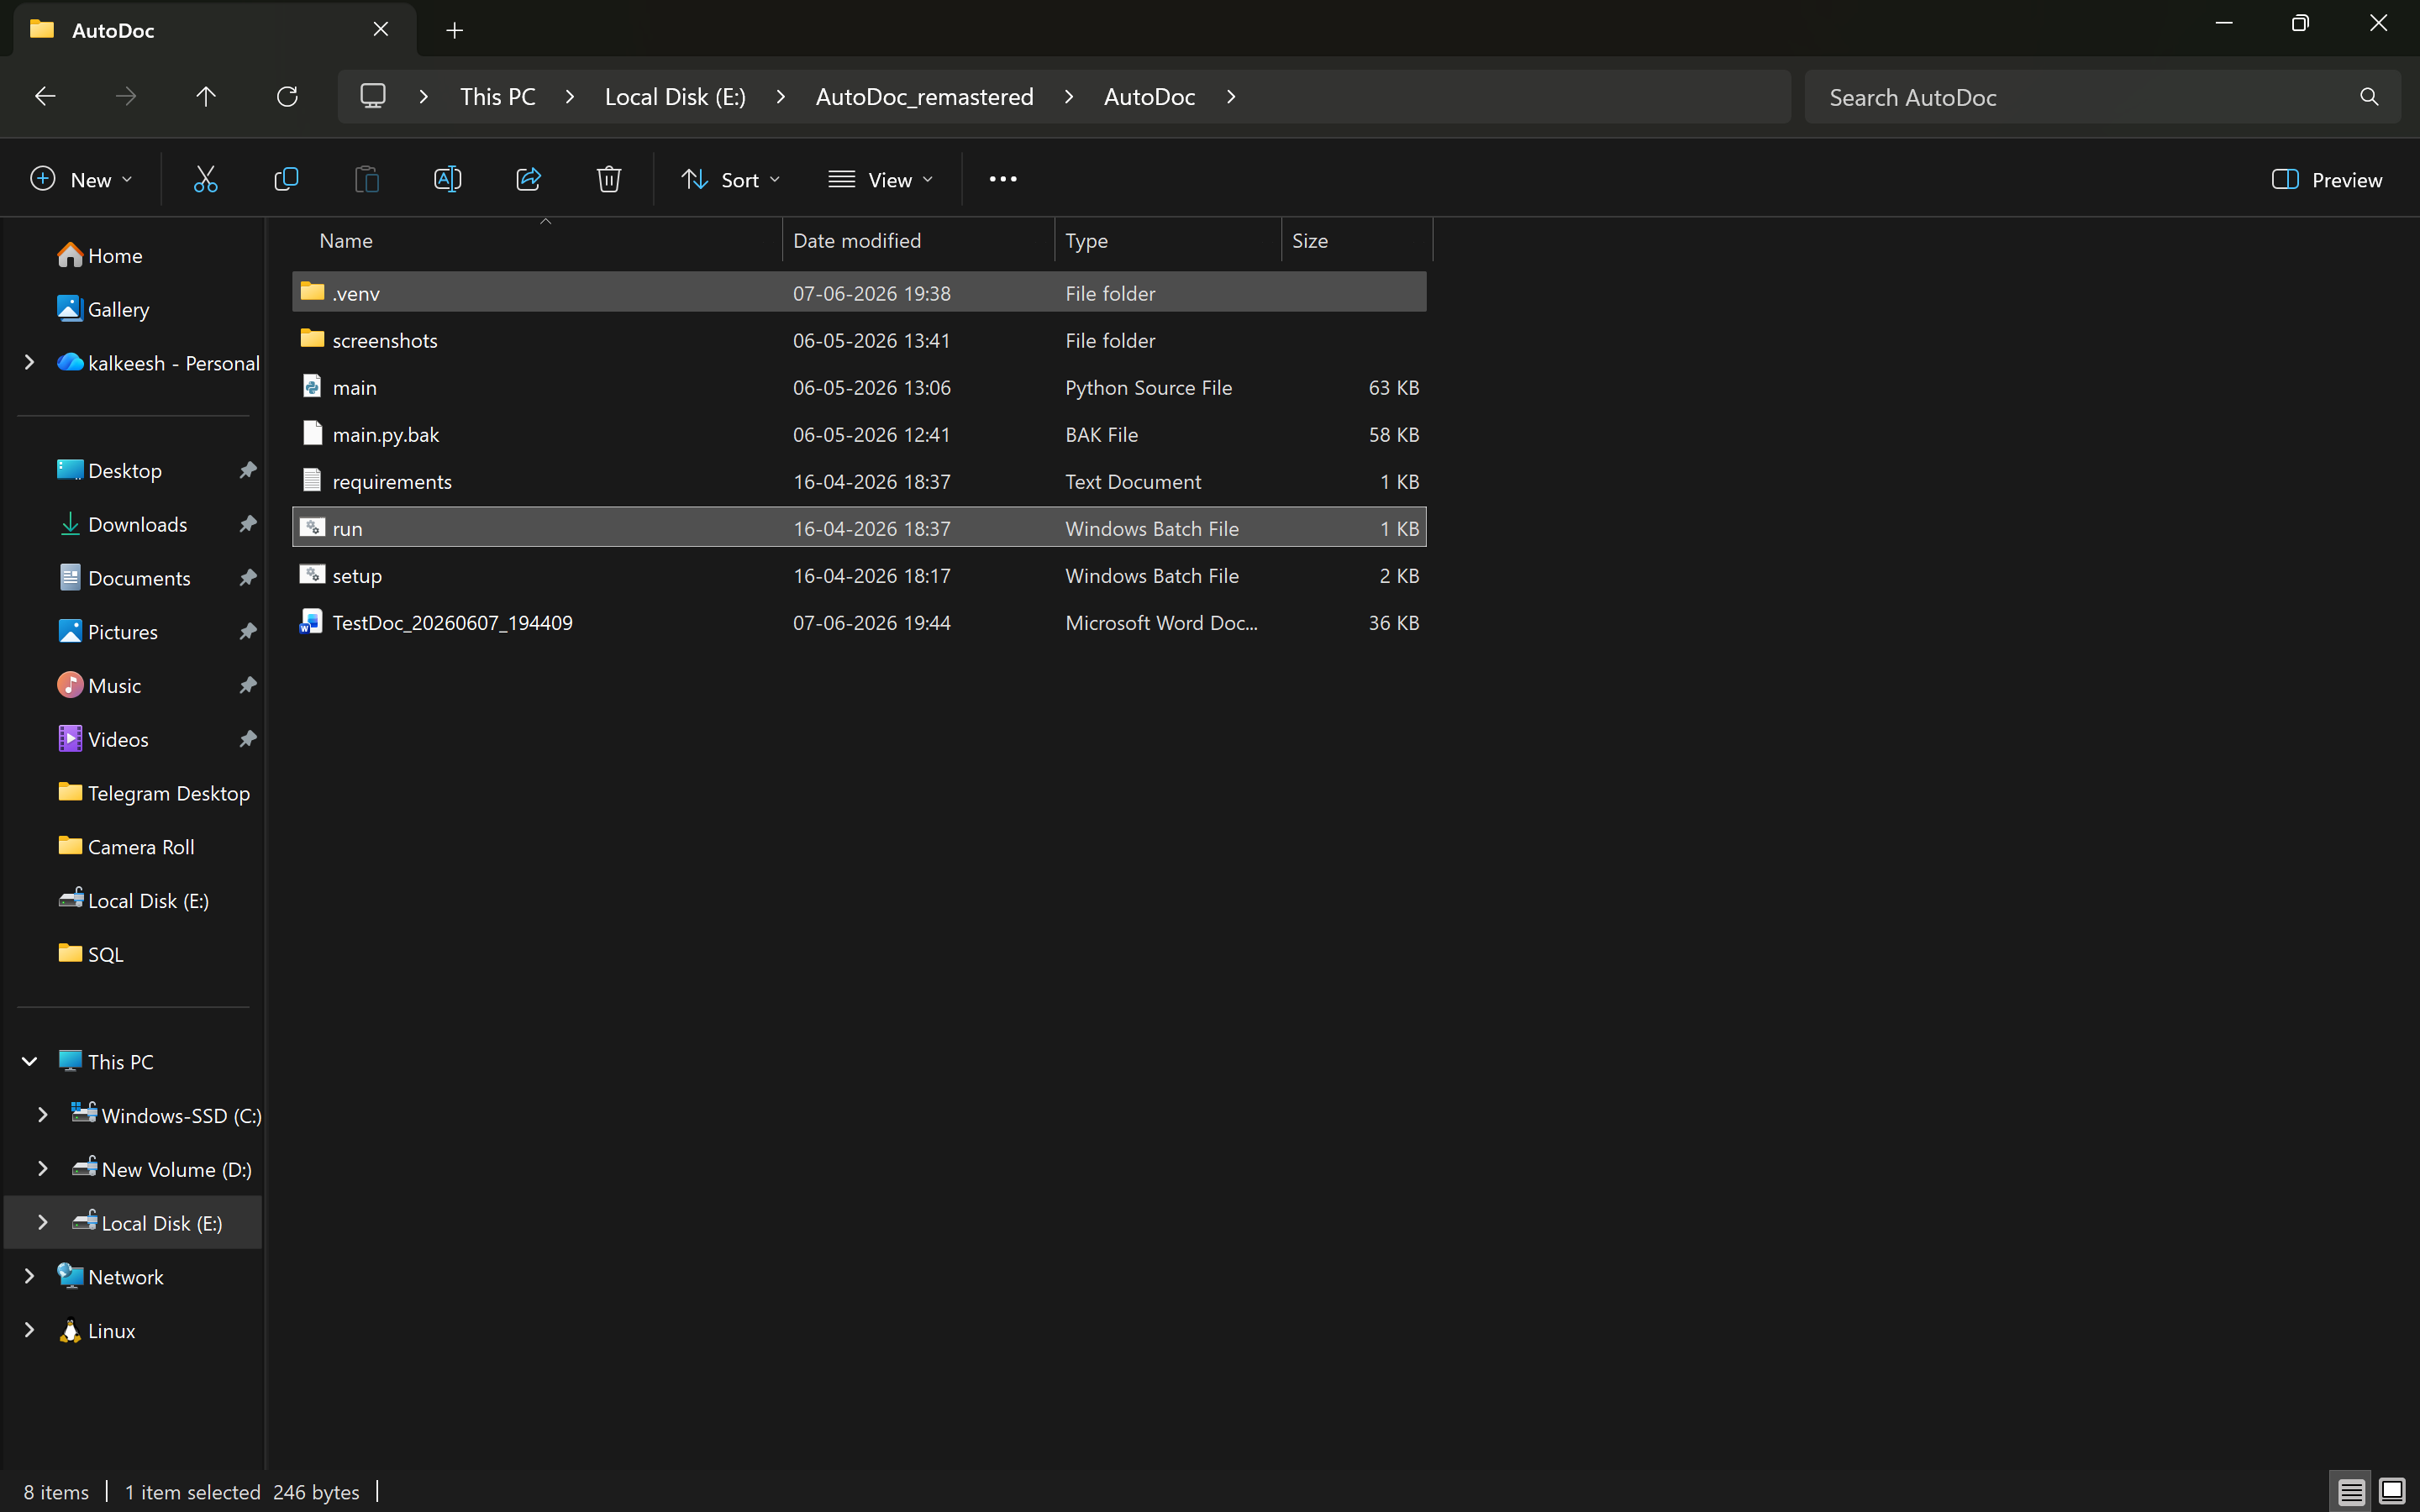 AutoDoc
This PC
Local Disk (E:)
AutoDoc_remastered
AutoDoc
Search AutoDoc
New
Sort
View
Preview
Name Date modified Type Size
.venv 07-06-2026 19:38 File folder
screenshots 06-05-2026 13:41 File folder
main 06-05-2026 13:06 Python Source File 63 KB
main.py.bak 06-05-2026 12:41 BAK File 58 KB
requirements 16-04-2026 18:37 Text Document 1 KB
run 16-04-2026 18:37 Windows Batch File 1 KB
setup 16-04-2026 18:17 Windows Batch File 2 KB
TestDoc_20260607_194409 07-06-2026 19:44 Microsoft Word Doc... 36 KB
Home
Gallery
kalkeesh - Personal
Desktop
Downloads
Documents
Pictures
Music
Videos
Telegram Desktop
Camera Roll
Local Disk (E:)
SQL
This PC
Windows-SSD (C:)
New Volume (D:)
Local Disk (E:)
Network
Linux
8 items
1 item selected 246 bytes